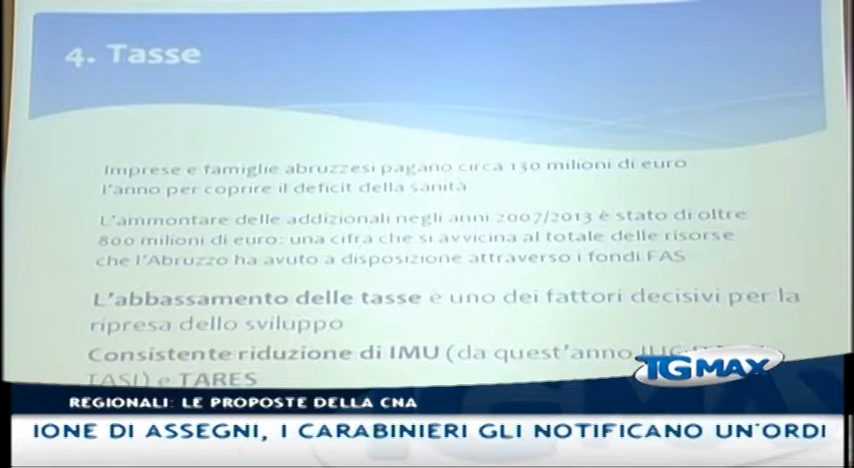 4. Tasse
Imprese e famiglie abruzzesi pagano circa 130 milioni di euro
l'anno per coprire il deficit della sanità
L'ammontare delle addizionali negli anni 2007/2013 è stato di oltre
800 milioni di euro: una cifra che si avvicina al totale delle risorse
che l'Abruzzo ha avuto a disposizione attraverso i fondi FAS
L'abbassamento delle tasse è uno dei fattori decisivi per la
ripresa dello sviluppo
Consistente riduzione di IMU (da quest'anno
TASI) e TARES
TG MAX
REGIONALI: LE PROPOSTE DELLA CNA
IONE DI ASSEGNI, I CARABINIERI GLI NOTIFICANO UN'ORDI